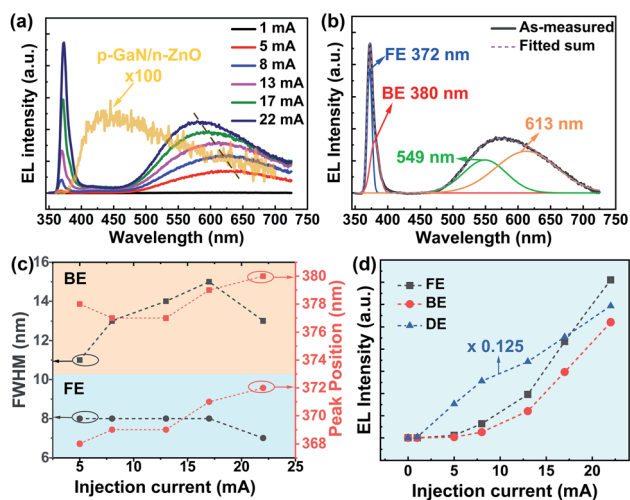 (a)
p-GaN/n-ZnO
x100
1 mA
5 mA
8 mA
13 mA
17 mA
22 mA
EL intensity (a.u.)
350 400 450 500 550 600 650 700 750
Wavelength (nm)
(b)
As-measured
Fitted sum
FE 372 nm
BE 380 nm
549 nm
613 nm
EL intensity (a.u.)
350 400 450 500 550 600 650 700 750
Wavelength (nm)
(c)
BE
FE
FWHM (nm)
16
14
12
10
8
6
380
378
376
374
372
370
368
Peak Position (nm)
5 10 15 20 25
Injection current (mA)
(d)
FE
BE
DE
x 0.125
EL Intensity (a.u.)
0 5 10 15 20
Injection current (mA)